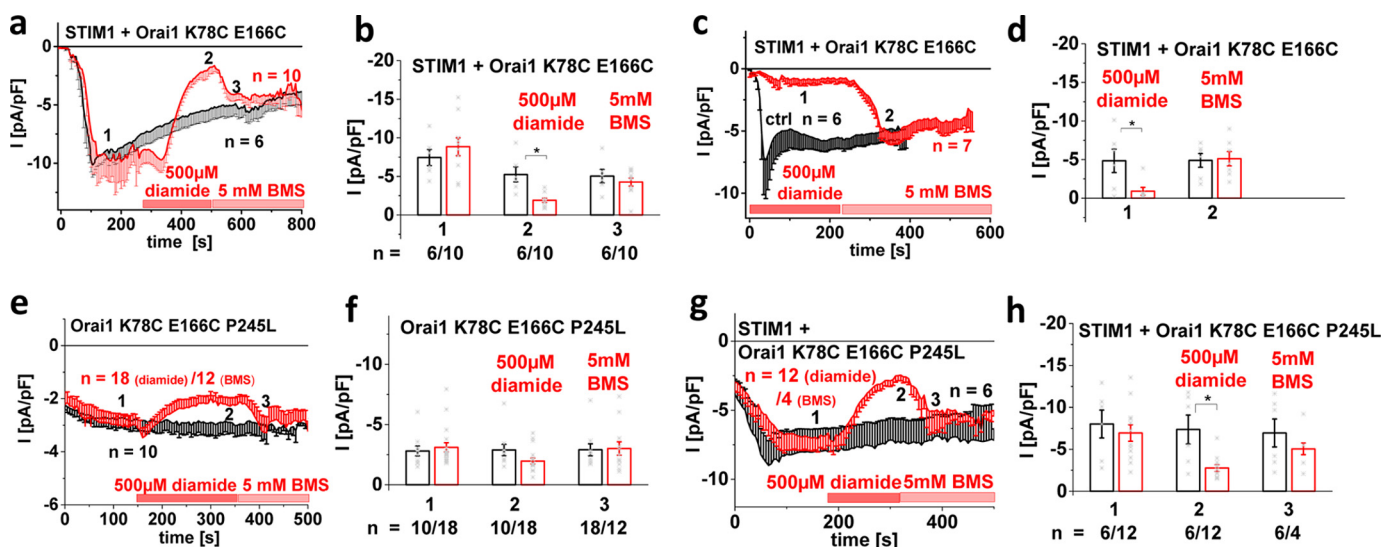 a
STIM1 + Orai1 K78C E166C
0
-5
-10
I [pA/pF]
2
3
1
n = 10
n = 6
500µM
diamide 5 mM BMS
0 200 400 600 800
time [s]
b
STIM1 + Orai1 K78C E166C
-20
-15
-10
-5
0
I [pA/pF]
500µM
diamide
5mM
BMS
*
1 2 3
n = 6/10 6/10 6/10
c
STIM1 + Orai1 K78C E166C
0
-5
-10
I [pA/pF]
1
ctrl n = 6
2
n = 7
500µM
diamide 5 mM BMS
0 200 400 600
time [s]
d
STIM1 + Orai1 K78C E166C
-20
-15
-10
-5
0
I [pA/pF]
500µM
diamide
5mM
BMS
*
1 2
e
Orai1 K78C E166C P245L
0
-2
-4
-6
I [pA/pF]
n = 18 (diamide) /12 (BMS)
1
2
3
n = 10
500µM diamide 5 mM BMS
0 100 200 300 400 500
time [s]
f
Orai1 K78C E166C P245L
-10
-5
0
I [pA/pF]
500µM
diamide
5mM
BMS
1 2 3
n = 10/18 10/18 18/12
g
STIM1 +
Orai1 K78C E166C P245L
0
-5
-10
I [pA/pF]
n = 12 (diamide)
/4 (BMS)
n = 6
1
2
3
500µM diamide 5mM BMS
0 200 400
time [s]
h
STIM1 + Orai1 K78C E166C P245L
-20
-15
-10
-5
0
I [pA/pF]
500µM
diamide
5mM
BMS
*
1 2 3
n = 6/12 6/12 6/4